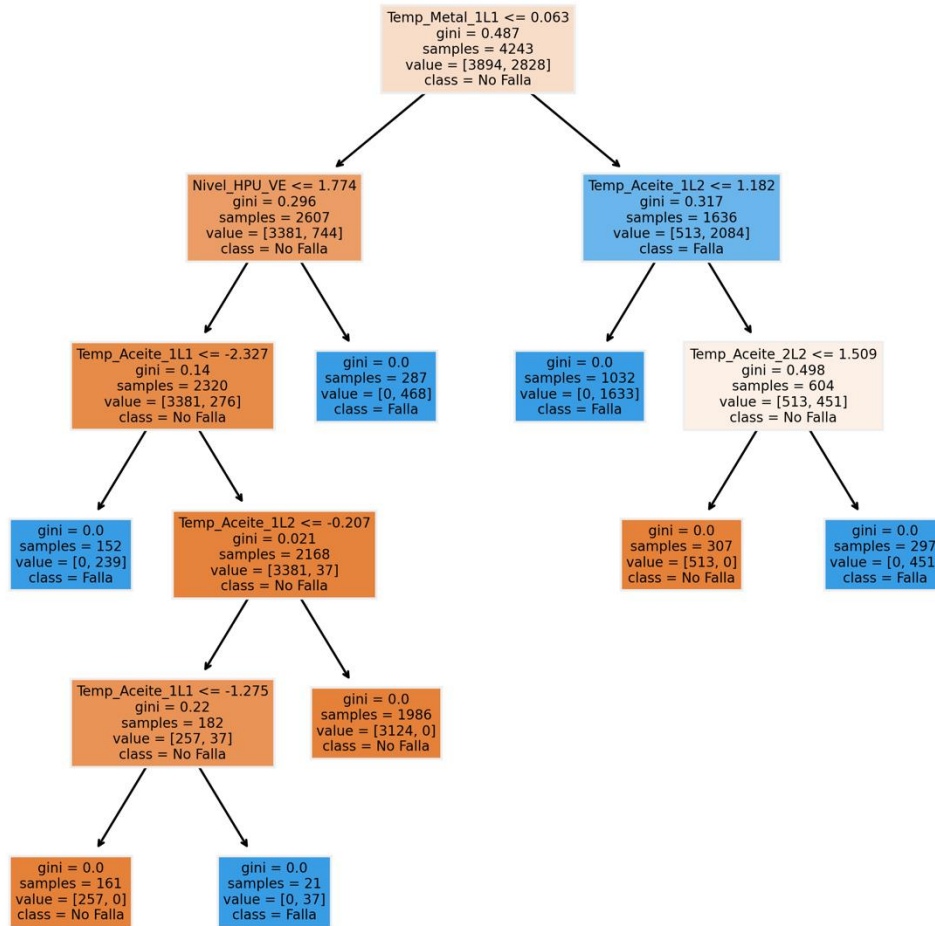 Temp_Metal_1L1 <= 0.063
gini = 0.487
samples = 4243
value = [3894, 2828]
class = No Falla
Nivel_HPU_VE <= 1.774
gini = 0.296
samples = 2607
value = [3381, 744]
class = No Falla
Temp_Aceite_1L2 <= 1.182
gini = 0.317
samples = 1636
value = [513, 2084]
class = Falla
Temp_Aceite_1L1 <= -2.327
gini = 0.14
samples = 2320
value = [3381, 276]
class = No Falla
gini = 0.0
samples = 287
value = [0, 468]
class = Falla
gini = 0.0
samples = 1032
value = [0, 1633]
class = Falla
Temp_Aceite_2L2 <= 1.509
gini = 0.498
samples = 604
value = [513, 451]
class = No Falla
gini = 0.0
samples = 152
value = [0, 239]
class = Falla
Temp_Aceite_1L2 <= -0.207
gini = 0.021
samples = 2168
value = [3381, 37]
class = No Falla
gini = 0.0
samples = 307
value = [513, 0]
class = No Falla
gini = 0.0
samples = 297
value = [0, 451]
class = Falla
Temp_Aceite_1L1 <= -1.275
gini = 0.22
samples = 182
value = [257, 37]
class = No Falla
gini = 0.0
samples = 1986
value = [3124, 0]
class = No Falla
gini = 0.0
samples = 161
value = [257, 0]
class = No Falla
gini = 0.0
samples = 21
value = [0, 37]
class = Falla